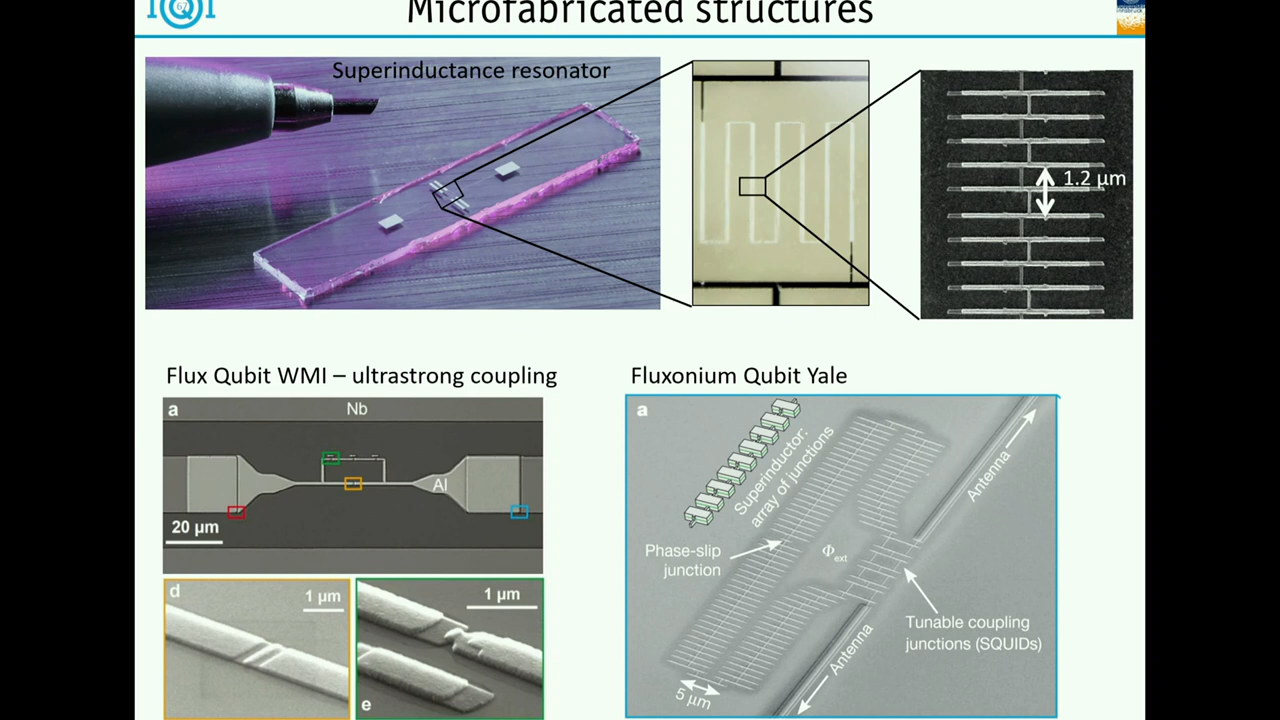 Microfabricated structures
Superinductance resonator
1.2 µm
Flux Qubit WMI – ultrastrong coupling
a
Nb
Al
20 µm
d
1 µm
1 µm
e
Fluxonium Qubit Yale
a
Superinductor:
array of junctions
Antenna
Phase-slip
junction
Φext
Tunable coupling
junctions (SQUIDs)
Antenna
5 µm